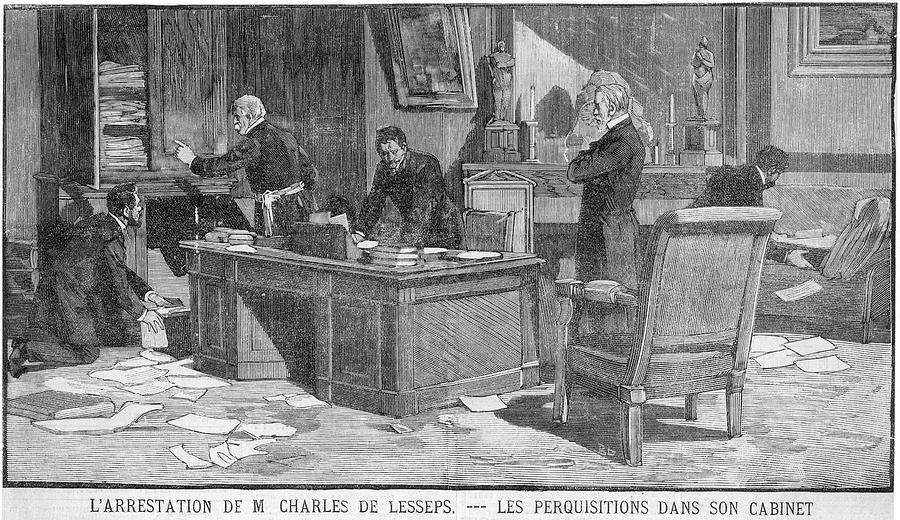 L'ARRESTATION DE M CHARLES DE LESSEPS. --- LES PERQUISITIONS DANS SON CABINET